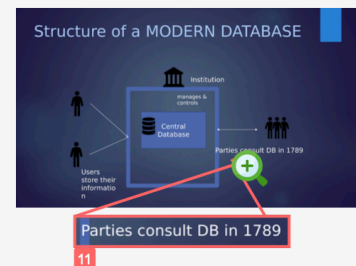 Structure of a MODERN DATABASE
Institution
manages &
controls
Central
Database
Parties consult DB in 1789
Users
store their
informatio
n
Parties consult DB in 1789
11